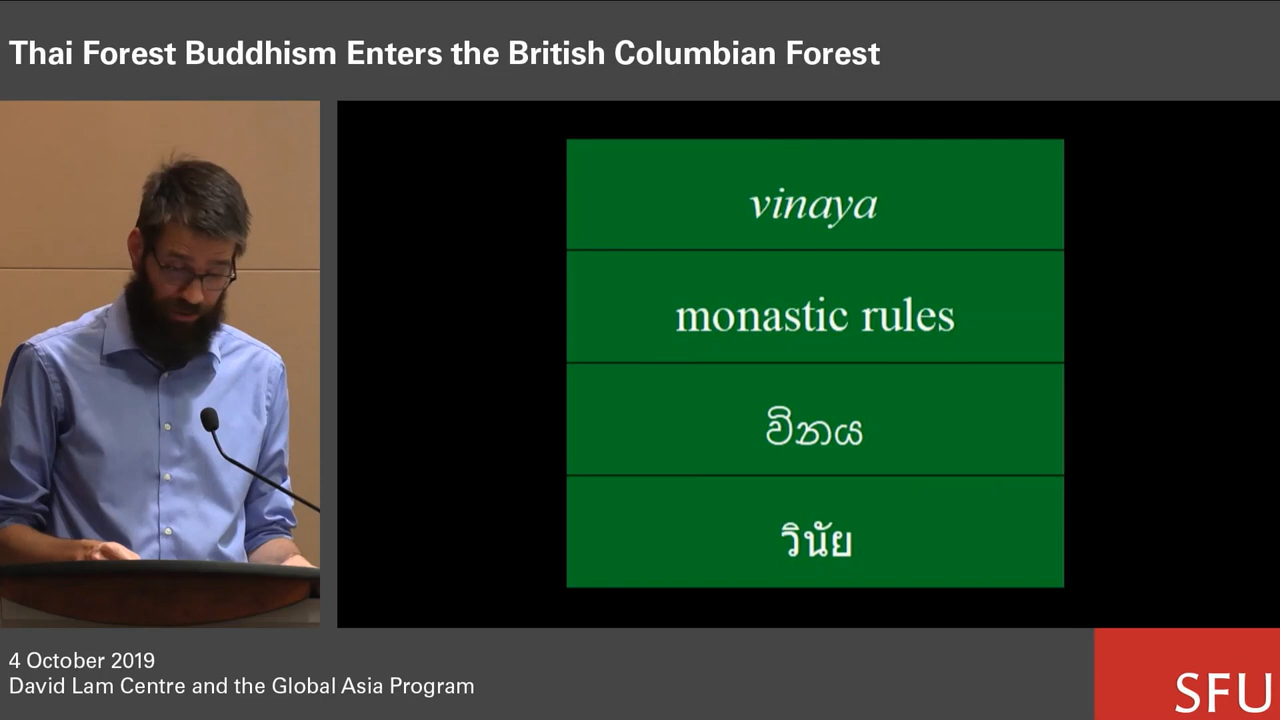 Thai Forest Buddhism Enters the British Columbian Forest
vinaya
monastic rules
විනය
วินัย
4 October 2019
David Lam Centre and the Global Asia Program
SFU